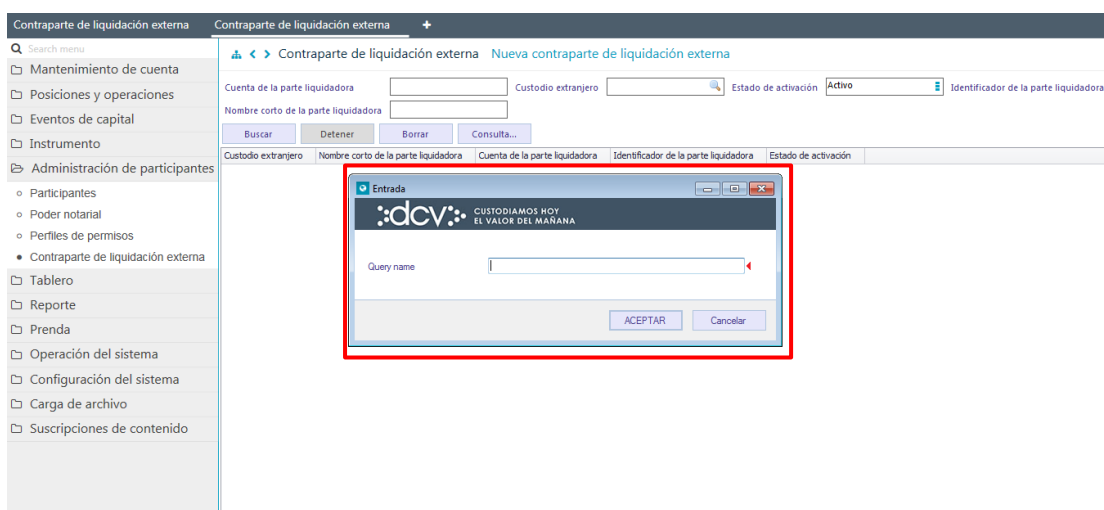 Contraparte de liquidación externa Contraparte de liquidación externa +
Search menu
Mantenimiento de cuenta
Posiciones y operaciones
Eventos de capital
Instrumento
Administración de participantes
Participantes
Poder notarial
Perfiles de permisos
Contraparte de liquidación externa
Tablero
Reporte
Prenda
Operación del sistema
Configuración del sistema
Carga de archivo
Suscripciones de contenido
Contraparte de liquidación externa Nueva contraparte de liquidación externa
Cuenta de la parte liquidadora Custodio extranjero Estado de activación Activo Identificador de la parte liquidadora
Nombre corto de la parte liquidadora
Buscar Detener Borrar Consulta...
Custodio extranjero Nombre corto de la parte liquidadora Cuenta de la parte liquidadora Identificador de la parte liquidadora Estado de activación
Entrada
dcv CUSTODIAMOS HOY
EL VALOR DEL MAÑANA
Query name
ACEPTAR Cancelar